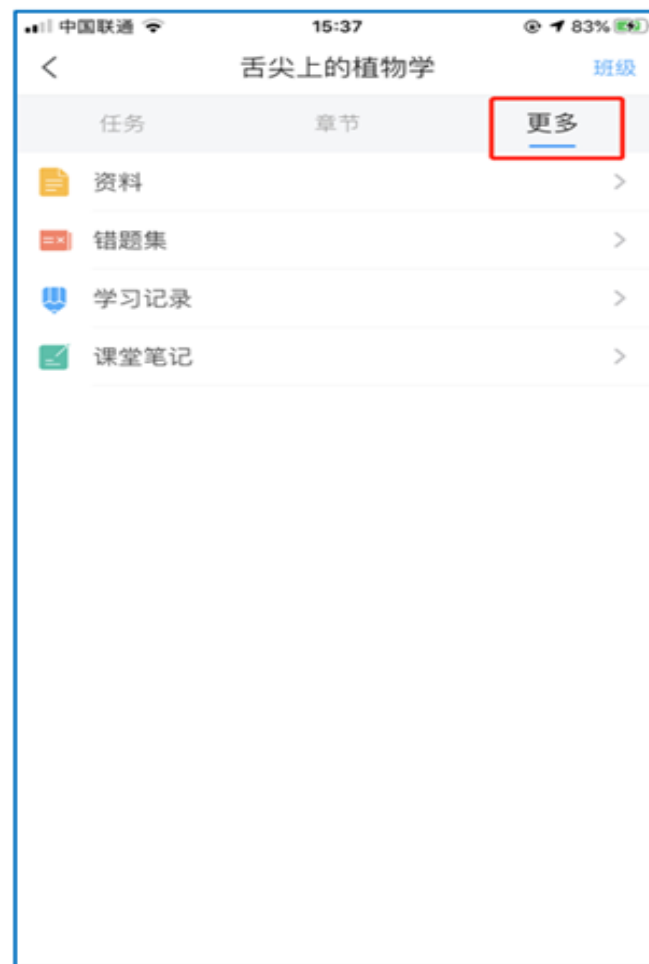 中国联通 15:37 83%
舌尖上的植物学 班级
任务 章节 更多
资料
错题集
学习记录
课堂笔记